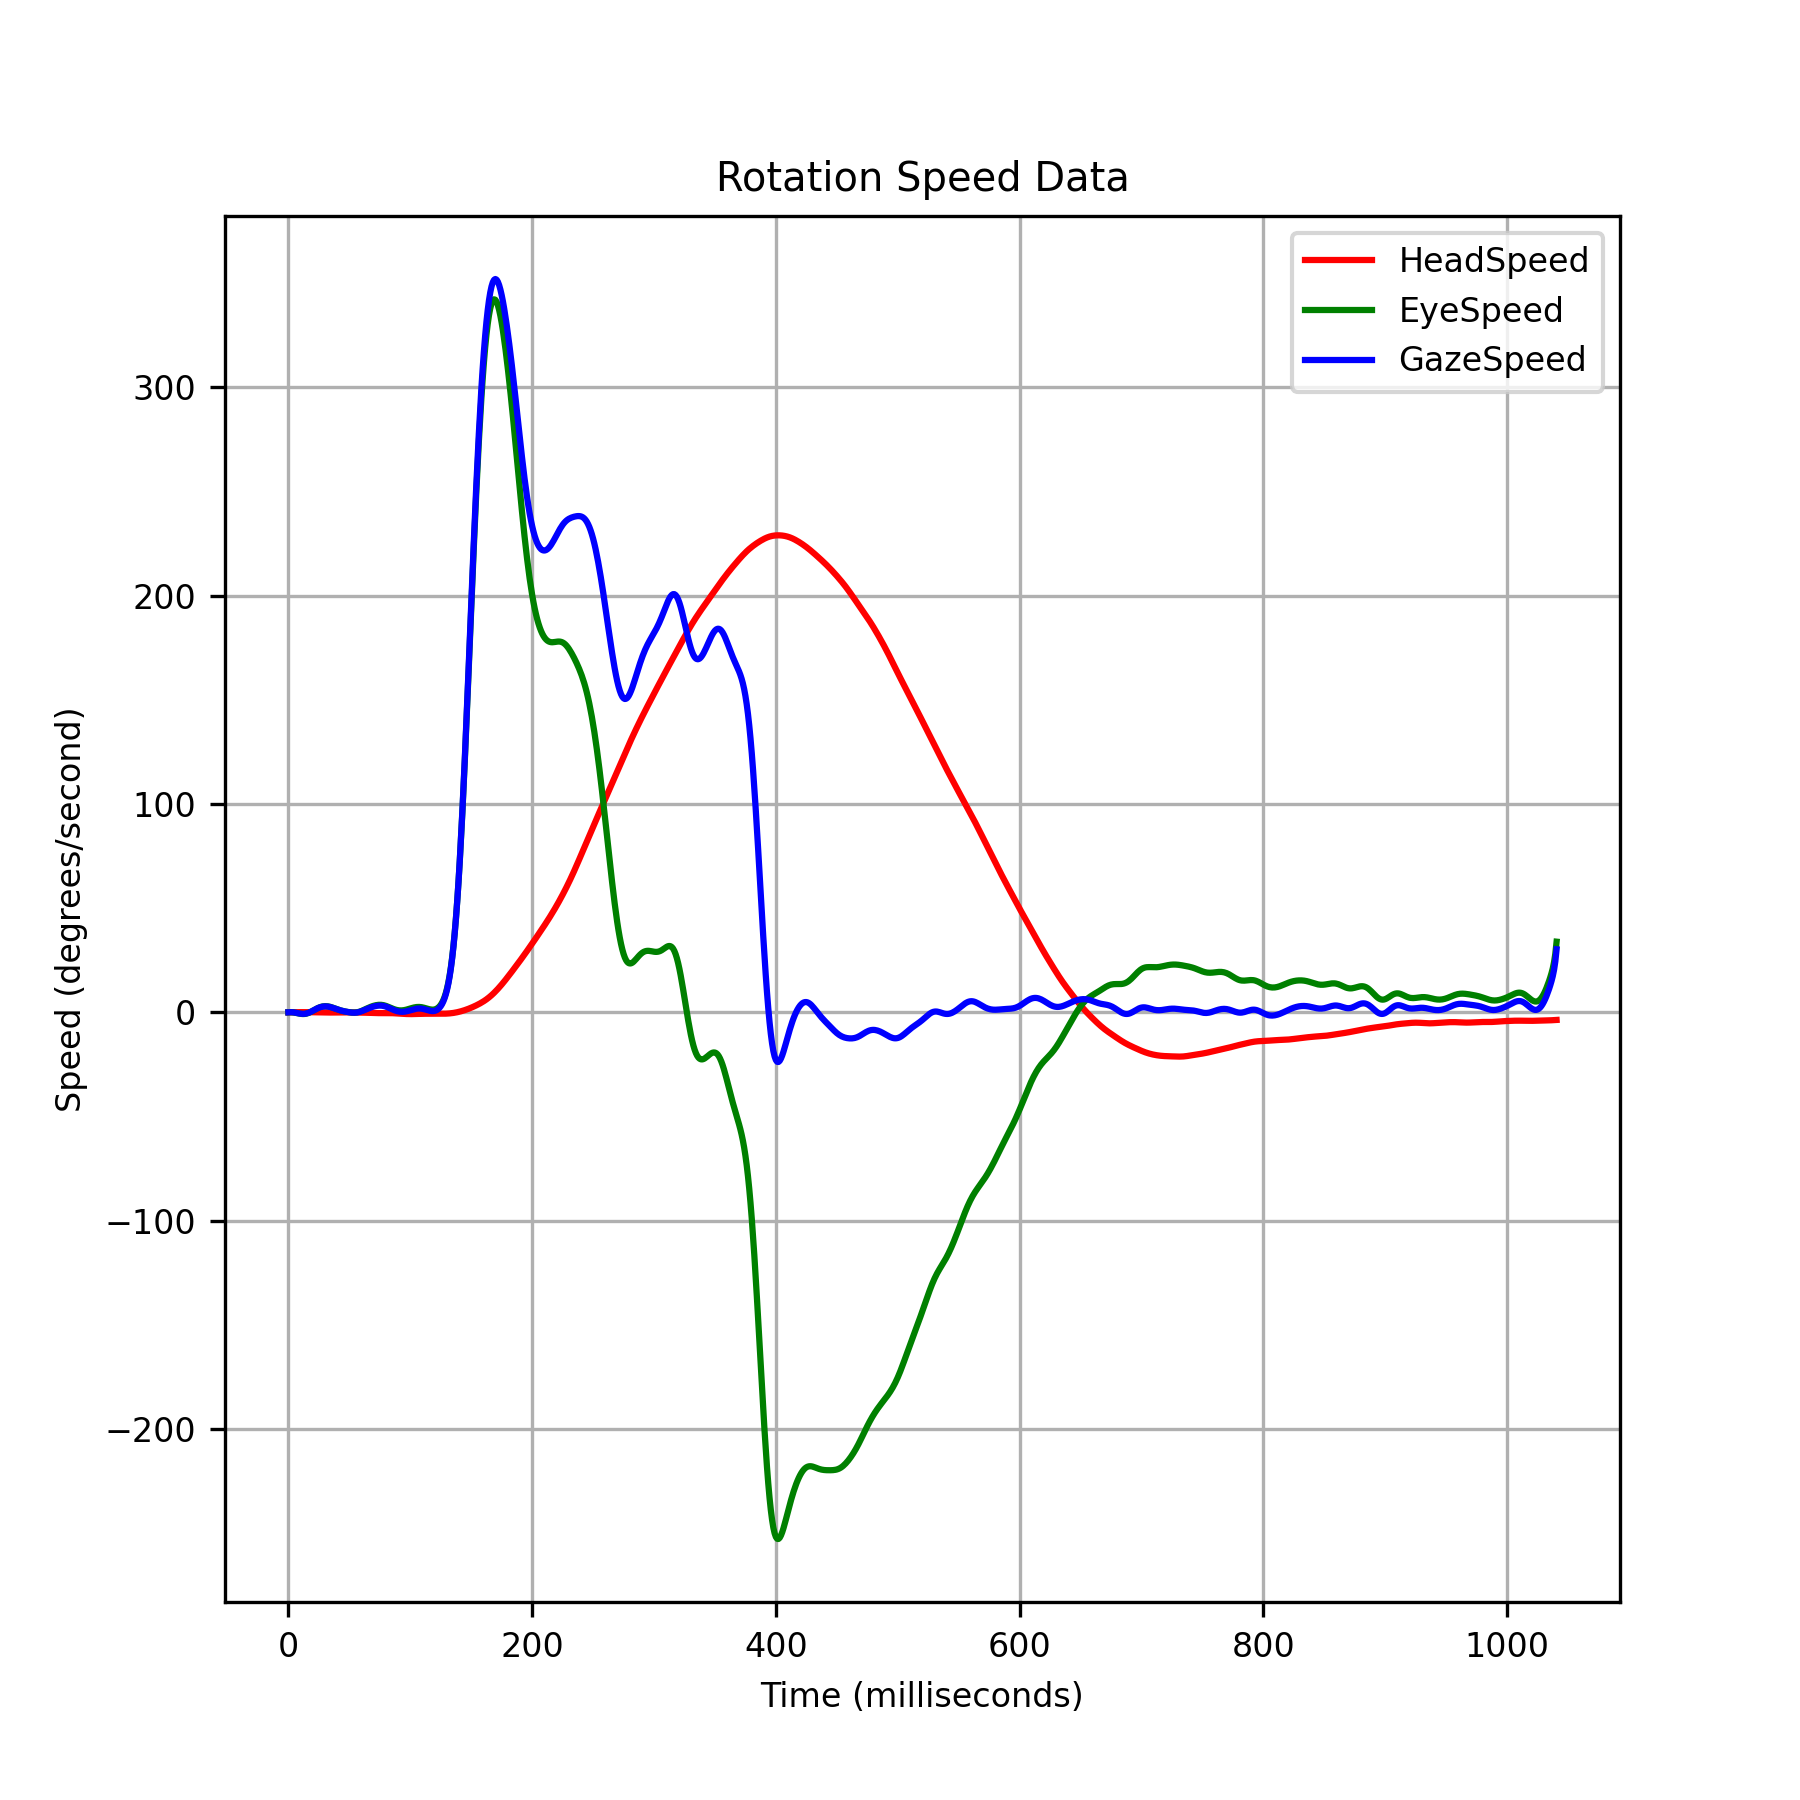 Rotation Speed Data
HeadSpeed
EyeSpeed
GazeSpeed
Speed (degrees/second)
300
200
100
0
−100
−200
0
200
400
600
800
1000
Time (milliseconds)